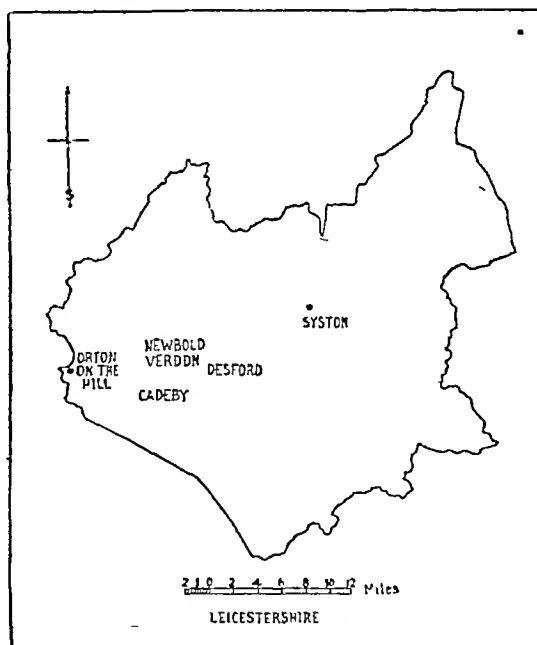 S
SYSTON
NEWBOLD
VERDON
DESFORD
ORTON
ON THE
HILL
CADEBY
2 1 0 2 4 6 8 10 12 Miles
LEICESTERSHIRE